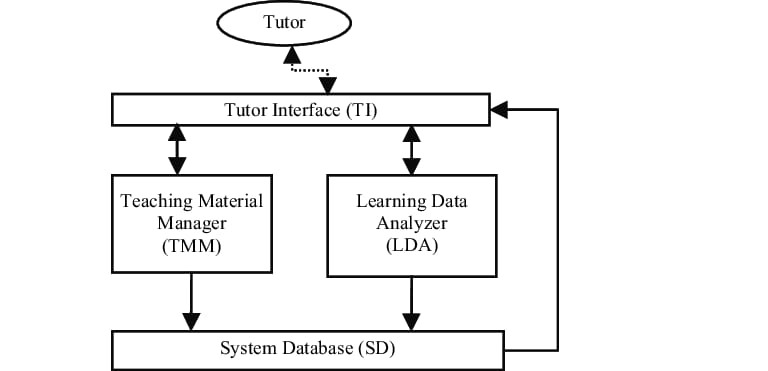 Tutor
Tutor Interface (TI)
Teaching Material
Manager
(TMM)
Learning Data
Analyzer
(LDA)
System Database (SD)